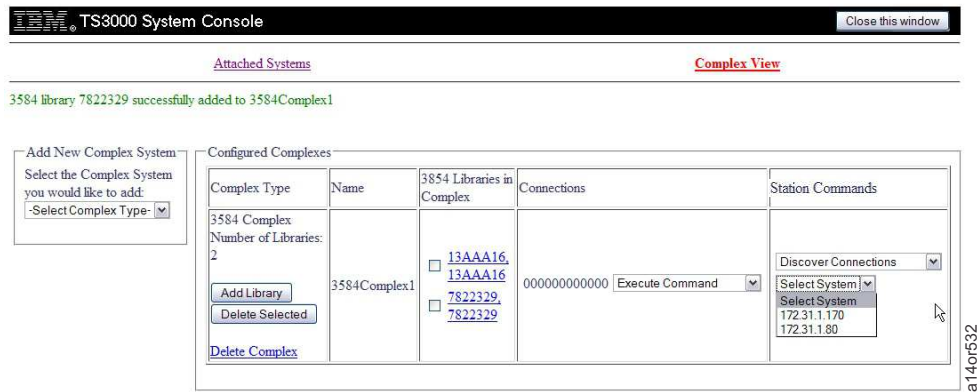 IBM® TS3000 System Console
Close this window
Attached Systems
Complex View
3584 library 7822329 successfully added to 3584Complex1
Add New Complex System
Select the Complex System
you would like to add:
-Select Complex Type-
Configured Complexes
Complex Type
Name
3854 Libraries in
Complex
Connections
Station Commands
3584 Complex
Number of Libraries:
2
Add Library
Delete Selected
Delete Complex
3584Complex1
13AAA16,
13AAA16
7822329,
7822329
000000000000 Execute Command
Discover Connections
Select System
Select System
172.31.1.170
172.31.1.80
a14or532